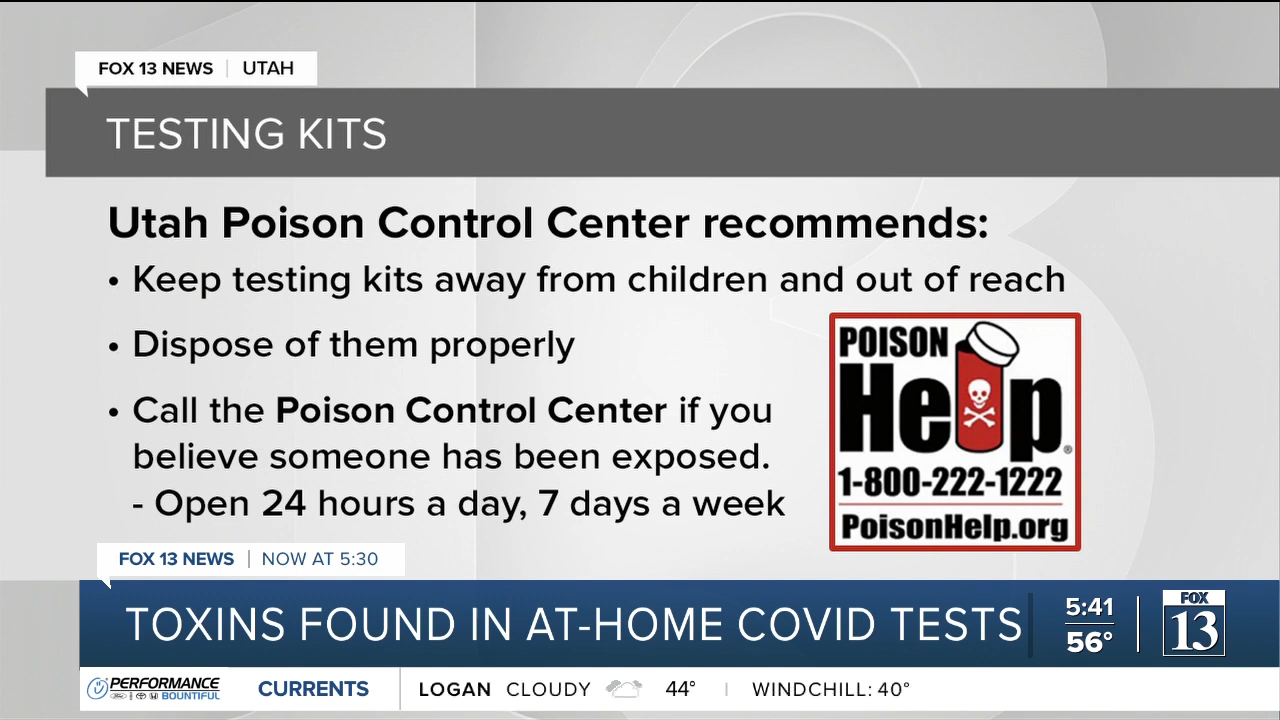 FOX 13 NEWS | UTAH
TESTING KITS
Utah Poison Control Center recommends:
• Keep testing kits away from children and out of reach
• Dispose of them properly
• Call the Poison Control Center if you
believe someone has been exposed.
- Open 24 hours a day, 7 days a week
POISON
Help®
1-800-222-1222
PoisonHelp.org
FOX 13 NEWS | NOW AT 5:30
TOXINS FOUND IN AT-HOME COVID TESTS
5:41
56°
FOX
13
PERFORMANCE
BOUNTIFUL
CURRENTS
LOGAN CLOUDY 44° | WINDCHILL: 40°